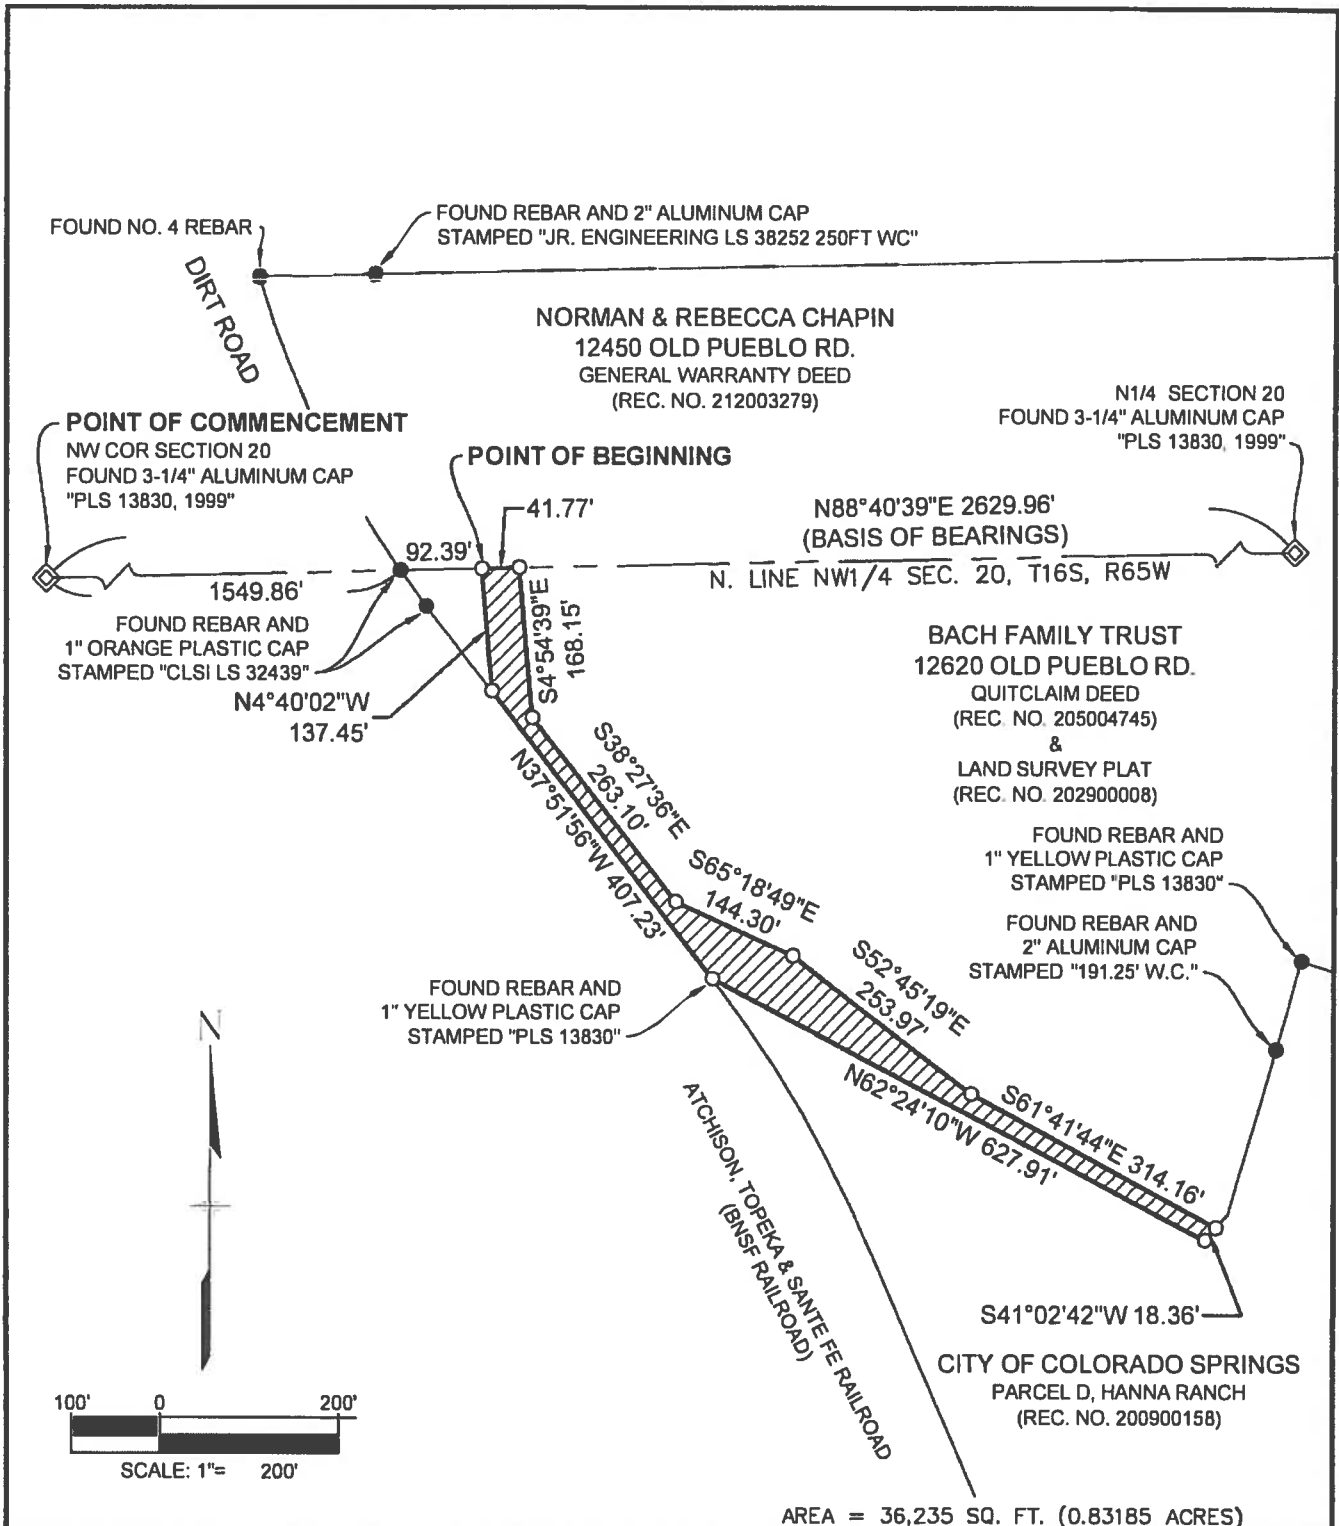 FOUND NO. 4 REBAR
FOUND REBAR AND 2" ALUMINUM CAP
STAMPED "JR. ENGINEERING LS 38252 250FT WC"
DIRT ROAD
NORMAN & REBECCA CHAPIN
12450 OLD PUEBLO RD.
GENERAL WARRANTY DEED
(REC. NO. 212003279)
N1/4 SECTION 20
FOUND 3-1/4" ALUMINUM CAP
"PLS 13830, 1999"
POINT OF COMMENCEMENT
NW COR SECTION 20
FOUND 3-1/4" ALUMINUM CAP
"PLS 13830, 1999"
POINT OF BEGINNING
41.77'
N88°40'39"E 2629.96'
(BASIS OF BEARINGS)
92.39'
1549.86'
N. LINE NW1/4 SEC. 20, T16S, R65W
FOUND REBAR AND
1" ORANGE PLASTIC CAP
STAMPED "CLSI LS 32439"
N4°40'02"W
137.45'
S4°54'39"E
168.15'
BACH FAMILY TRUST
12620 OLD PUEBLO RD.
QUITCLAIM DEED
(REC. NO. 205004745)
&
LAND SURVEY PLAT
(REC. NO. 202900008)
S38°27'36"E
263.10'
N37°51'56"W 407.23'
S65°18'49"E
144.30'
FOUND REBAR AND
1" YELLOW PLASTIC CAP
STAMPED "PLS 13830"
FOUND REBAR AND
2" ALUMINUM CAP
STAMPED "191.25' W.C."
S52°45'19"E
253.97'
FOUND REBAR AND
1" YELLOW PLASTIC CAP
STAMPED "PLS 13830"
N62°24'10"W 627.91'
S61°41'44"E 314.16'
N
ATCHISON, TOPEKA & SANTE FE RAILROAD
(BNSF RAILROAD)
S41°02'42"W 18.36'
CITY OF COLORADO SPRINGS
PARCEL D, HANNA RANCH
(REC. NO. 200900158)
100' 0 200'
SCALE: 1"= 200'
AREA = 36,235 SQ. FT. (0.83185 ACRES)